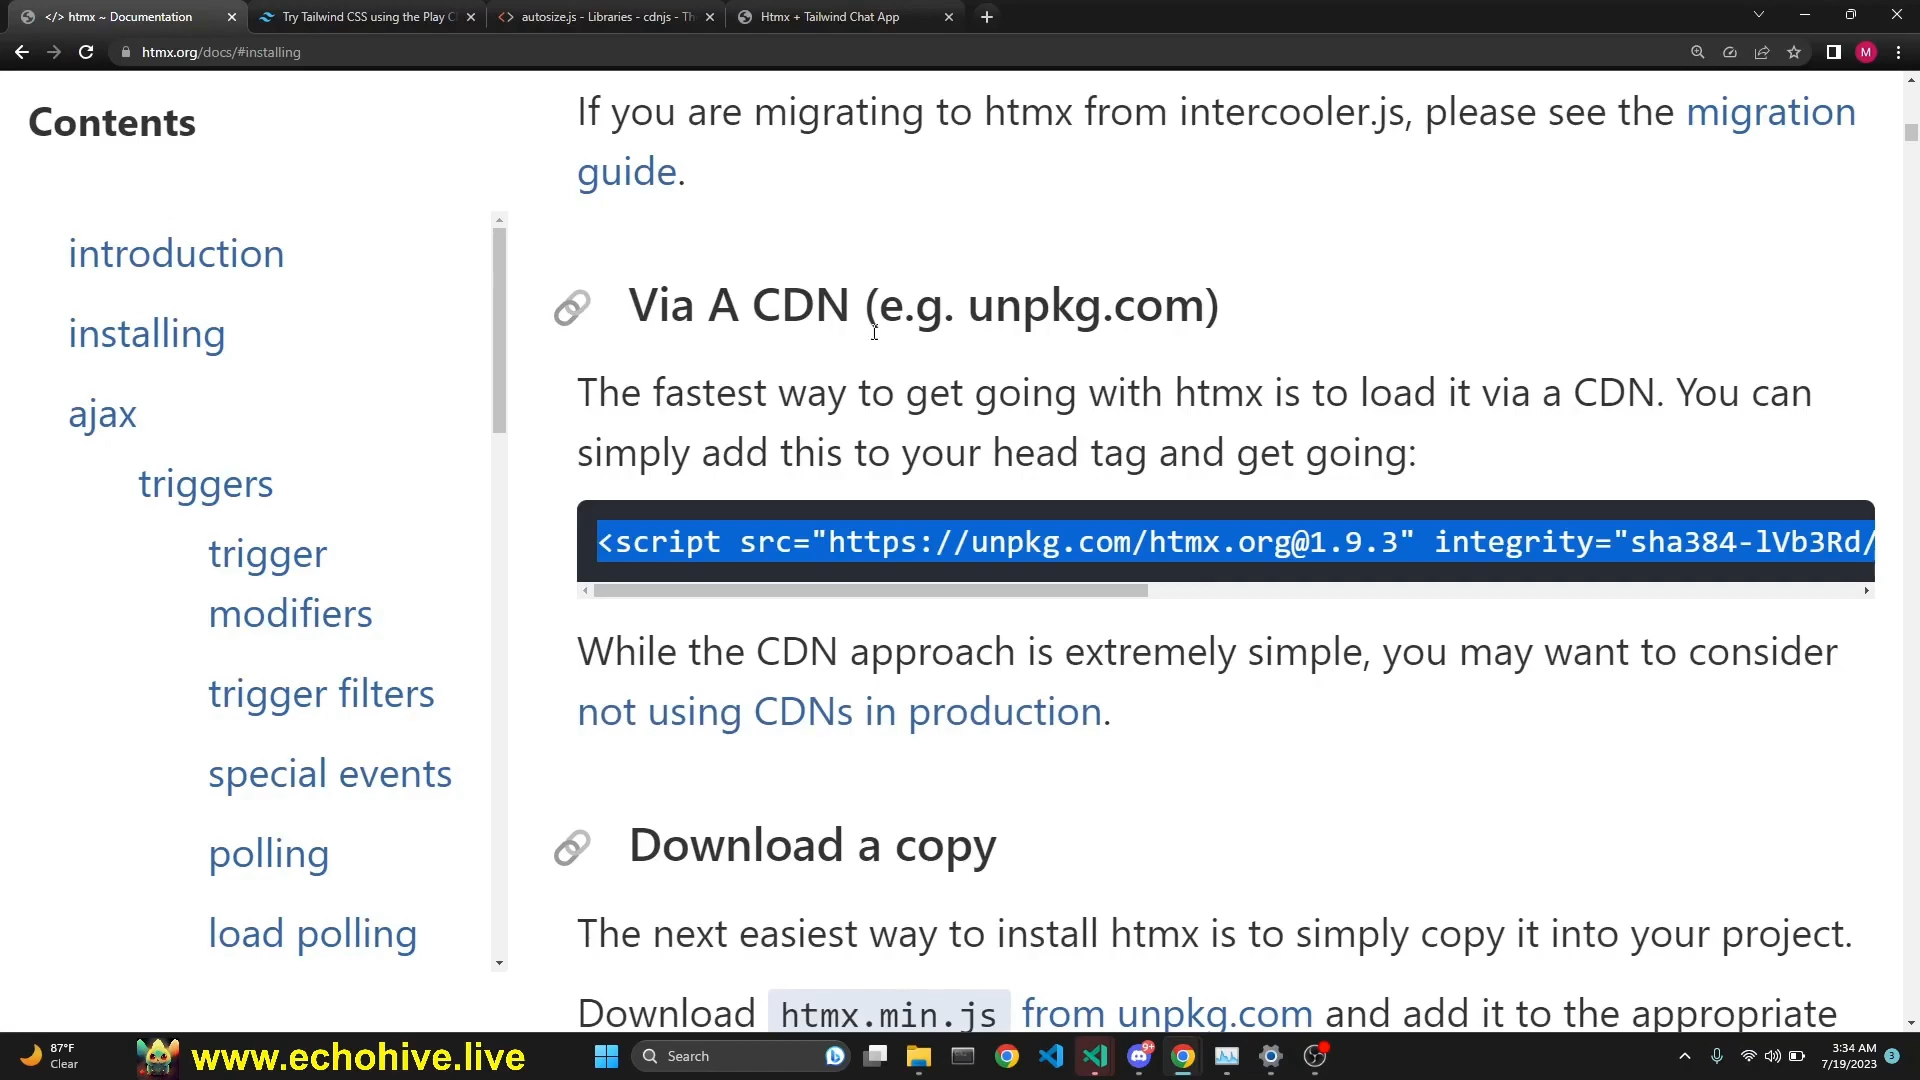 </> htmx ~ Documentation
Try Tailwind CSS using the Play C
<> autosize.js - Libraries - cdnjs - Th
Htmx + Tailwind Chat App
htmx.org/docs/#installing
M
Contents
introduction
installing
ajax
triggers
trigger
modifiers
trigger filters
special events
polling
load polling
If you are migrating to htmx from intercooler.js, please see the migration
guide.
Via A CDN (e.g. unpkg.com)
The fastest way to get going with htmx is to load it via a CDN. You can
simply add this to your head tag and get going:
<script src="https://unpkg.com/htmx.org@1.9.3" integrity="sha384-lVb3Rd/
While the CDN approach is extremely simple, you may want to consider
not using CDNs in production.
Download a copy
The next easiest way to install htmx is to simply copy it into your project.
Download htmx.min.js from unpkg.com and add it to the appropriate
87°F
Clear
www.echohive.live
Search
9+
3:34 AM
7/19/2023
3